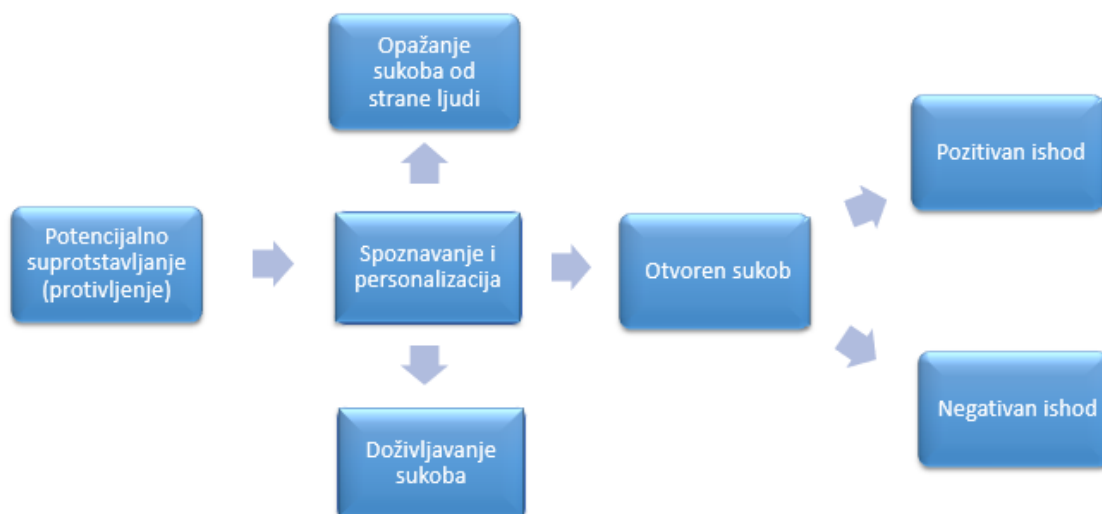 Opažanje
sukoba od
strane ljudi
Pozitivan ishod
Potencijalno
suprotstavljanje
(protivljenje)
Spoznavanje i
personalizacija
Otvoren sukob
Negativan ishod
Doživljavanje
sukoba